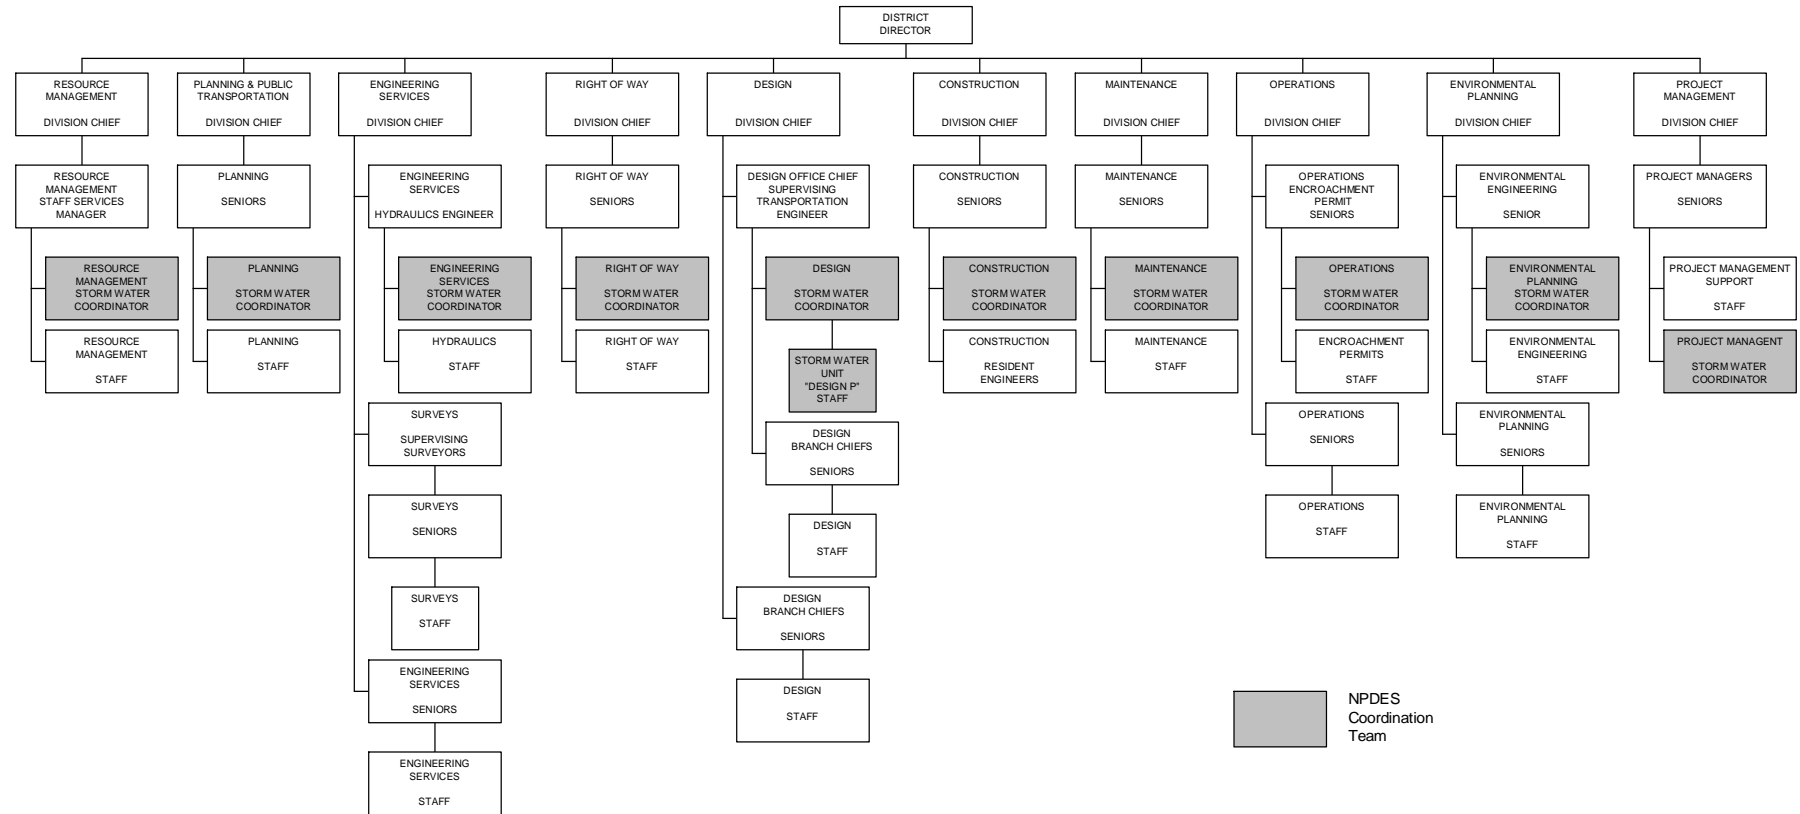 DISTRICT
DIRECTOR
RESOURCE
MANAGEMENT
DIVISION CHIEF
PLANNING & PUBLIC
TRANSPORTATION
DIVISION CHIEF
ENGINEERING
SERVICES
DIVISION CHIEF
RIGHT OF WAY
DIVISION CHIEF
DESIGN
DIVISION CHIEF
CONSTRUCTION
DIVISION CHIEF
MAINTENANCE
DIVISION CHIEF
OPERATIONS
DIVISION CHIEF
ENVIRONMENTAL
PLANNING
DIVISION CHIEF
PROJECT
MANAGEMENT
DIVISION CHIEF
RESOURCE
MANAGEMENT
STAFF SERVICES
MANAGER
PLANNING
SENIORS
ENGINEERING
SERVICES
HYDRAULICS ENGINEER
RIGHT OF WAY
SENIORS
DESIGN OFFICE CHIEF
SUPERVISING
TRANSPORTATION
ENGINEER
CONSTRUCTION
SENIORS
MAINTENANCE
SENIORS
OPERATIONS
ENCROACHMENT
PERMIT
SENIORS
ENVIRONMENTAL
ENGINEERING
SENIOR
PROJECT MANAGERS
SENIORS
RESOURCE
MANAGEMENT
STORM WATER
COORDINATOR
PLANNING
STORM WATER
COORDINATOR
ENGINEERING
SERVICES
STORM WATER
COORDINATOR
RIGHT OF WAY
STORM WATER
COORDINATOR
DESIGN
STORM WATER
COORDINATOR
CONSTRUCTION
STORM WATER
COORDINATOR
MAINTENANCE
STORM WATER
COORDINATOR
OPERATIONS
STORM WATER
COORDINATOR
ENVIRONMENTAL
PLANNING
STORM WATER
COORDINATOR
PROJECT MANAGEMENT
SUPPORT
STAFF
RESOURCE
MANAGEMENT
STAFF
PLANNING
STAFF
HYDRAULICS
STAFF
RIGHT OF WAY
STAFF
STORM WATER
UNIT
"DESIGN P"
STAFF
CONSTRUCTION
RESIDENT
ENGINEERS
MAINTENANCE
STAFF
ENCROACHMENT
PERMITS
STAFF
ENVIRONMENTAL
ENGINEERING
STAFF
PROJECT MANAGENT
STORM WATER
COORDINATOR
SURVEYS
SUPERVISING
SURVEYORS
DESIGN
BRANCH CHIEFS
SENIORS
OPERATIONS
SENIORS
ENVIRONMENTAL
PLANNING
SENIORS
SURVEYS
SENIORS
DESIGN
STAFF
OPERATIONS
STAFF
ENVIRONMENTAL
PLANNING
STAFF
SURVEYS
STAFF
DESIGN
BRANCH CHIEFS
SENIORS
ENGINEERING
SERVICES
SENIORS
DESIGN
STAFF
NPDES
Coordination
Team
ENGINEERING
SERVICES
STAFF